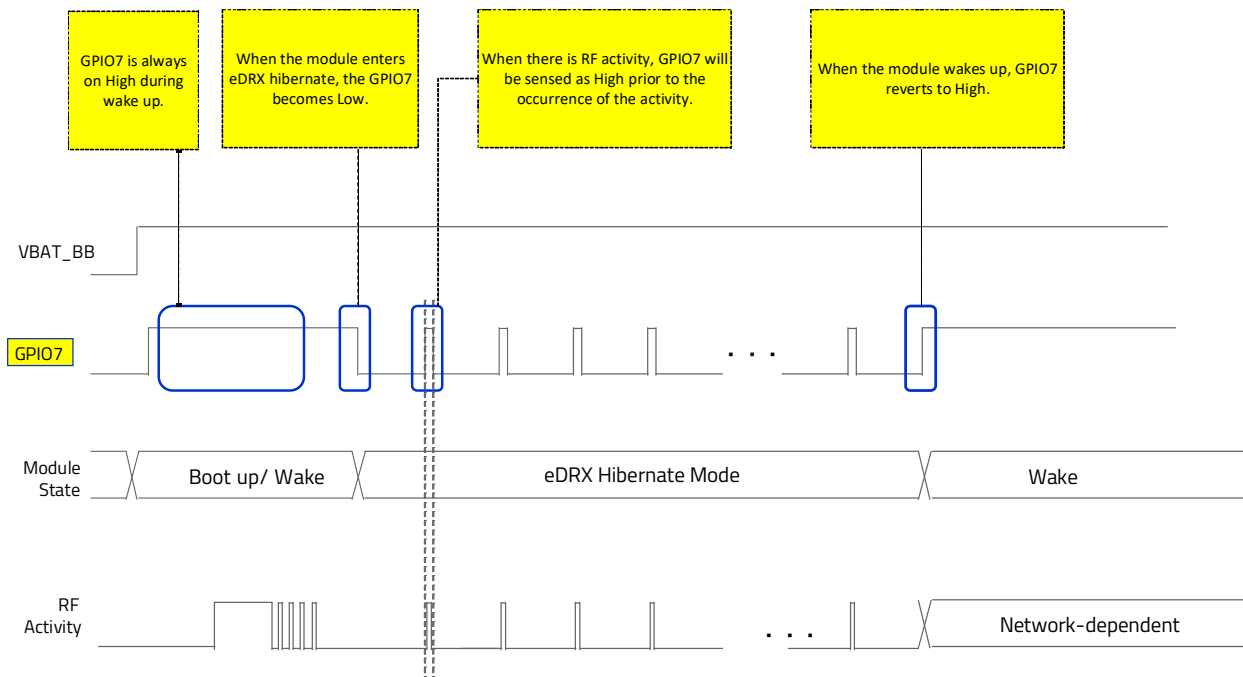 GPIO7 is always
on High during
wake up.
When the module enters
eDRX hibernate, the GPIO7
becomes Low.
When there is RF activity, GPIO7 will
be sensed as High prior to the
occurrence of the activity.
When the module wakes up, GPIO7
reverts to High.
VBAT_BB
GPIO7
. . .
Module
State
Boot up/ Wake
eDRX Hibernate Mode
Wake
RF
Activity
. . .
Network-dependent